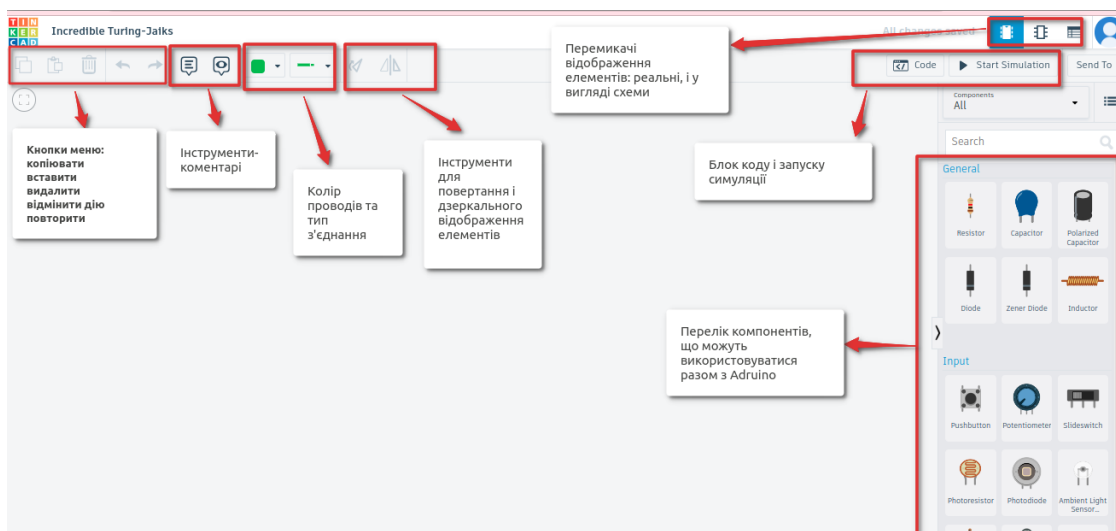 TIN
KER
CAD
Incredible Turing-Jalks
All changes saved
Code
Start Simulation
Send To
Components
All
Search
General
Resistor
Capacitor
Polarized
Capacitor
Diode
Zener Diode
Inductor
Input
Pushbutton
Potentiometer
Slideswitch
Photoresistor
Photodiode
Ambient Light
Sensor...
Кнопки меню:
копіювати
вставити
видалити
відмінити дію
повторити
Інструменти-
коментарі
Колір
проводів та
тип
з'єднання
Інструменти
для
повертання і
дзеркального
відображення
елементів
Перемикачі
відображення
елементів: реальні, і у
вигляді схеми
Блок коду і запуску
симуляції
Перелік компонентів,
що можуть
використовуватися
разом з Adruino